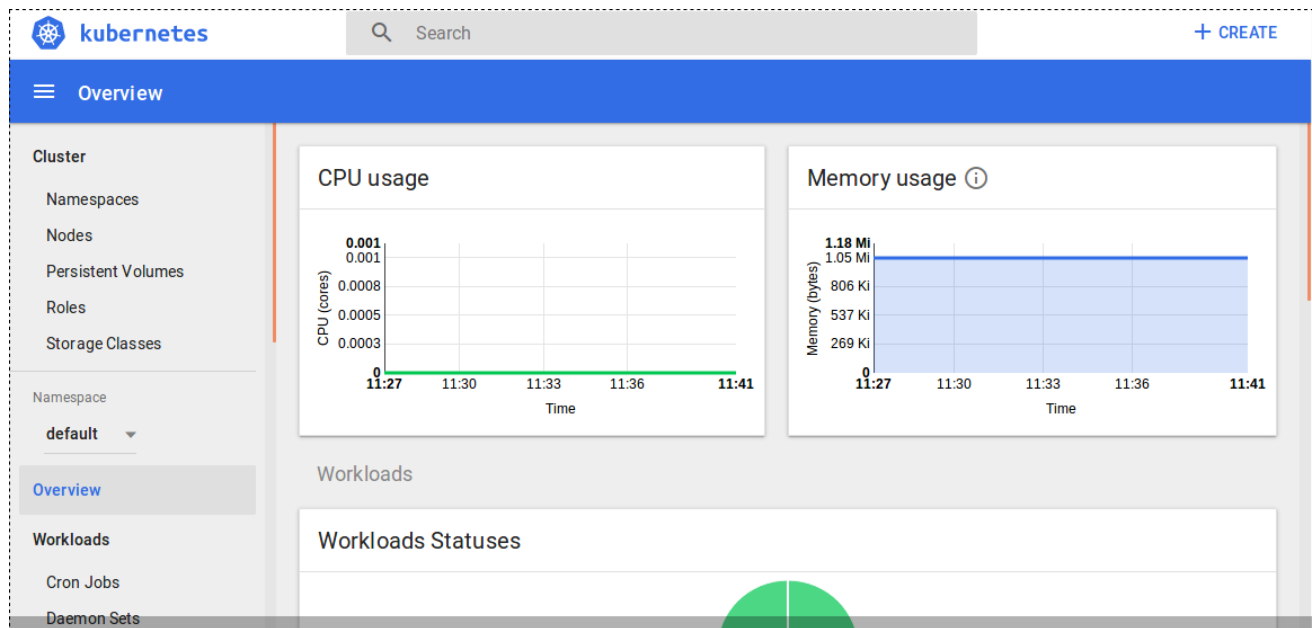 kubernetes
Search
+ CREATE
Overview
Cluster
Namespaces
Nodes
Persistent Volumes
Roles
Storage Classes
Namespace
default
Overview
Workloads
Cron Jobs
Daemon Sets
CPU usage
CPU (cores)
0.001
0.001
0.0008
0.0005
0.0003
0
11:27 11:30 11:33 11:36 11:41
Time
Memory usage
Memory (bytes)
1.18 Mi
1.05 Mi
806 Ki
537 Ki
269 Ki
0
11:27 11:30 11:33 11:36 11:41
Time
Workloads
Workloads Statuses